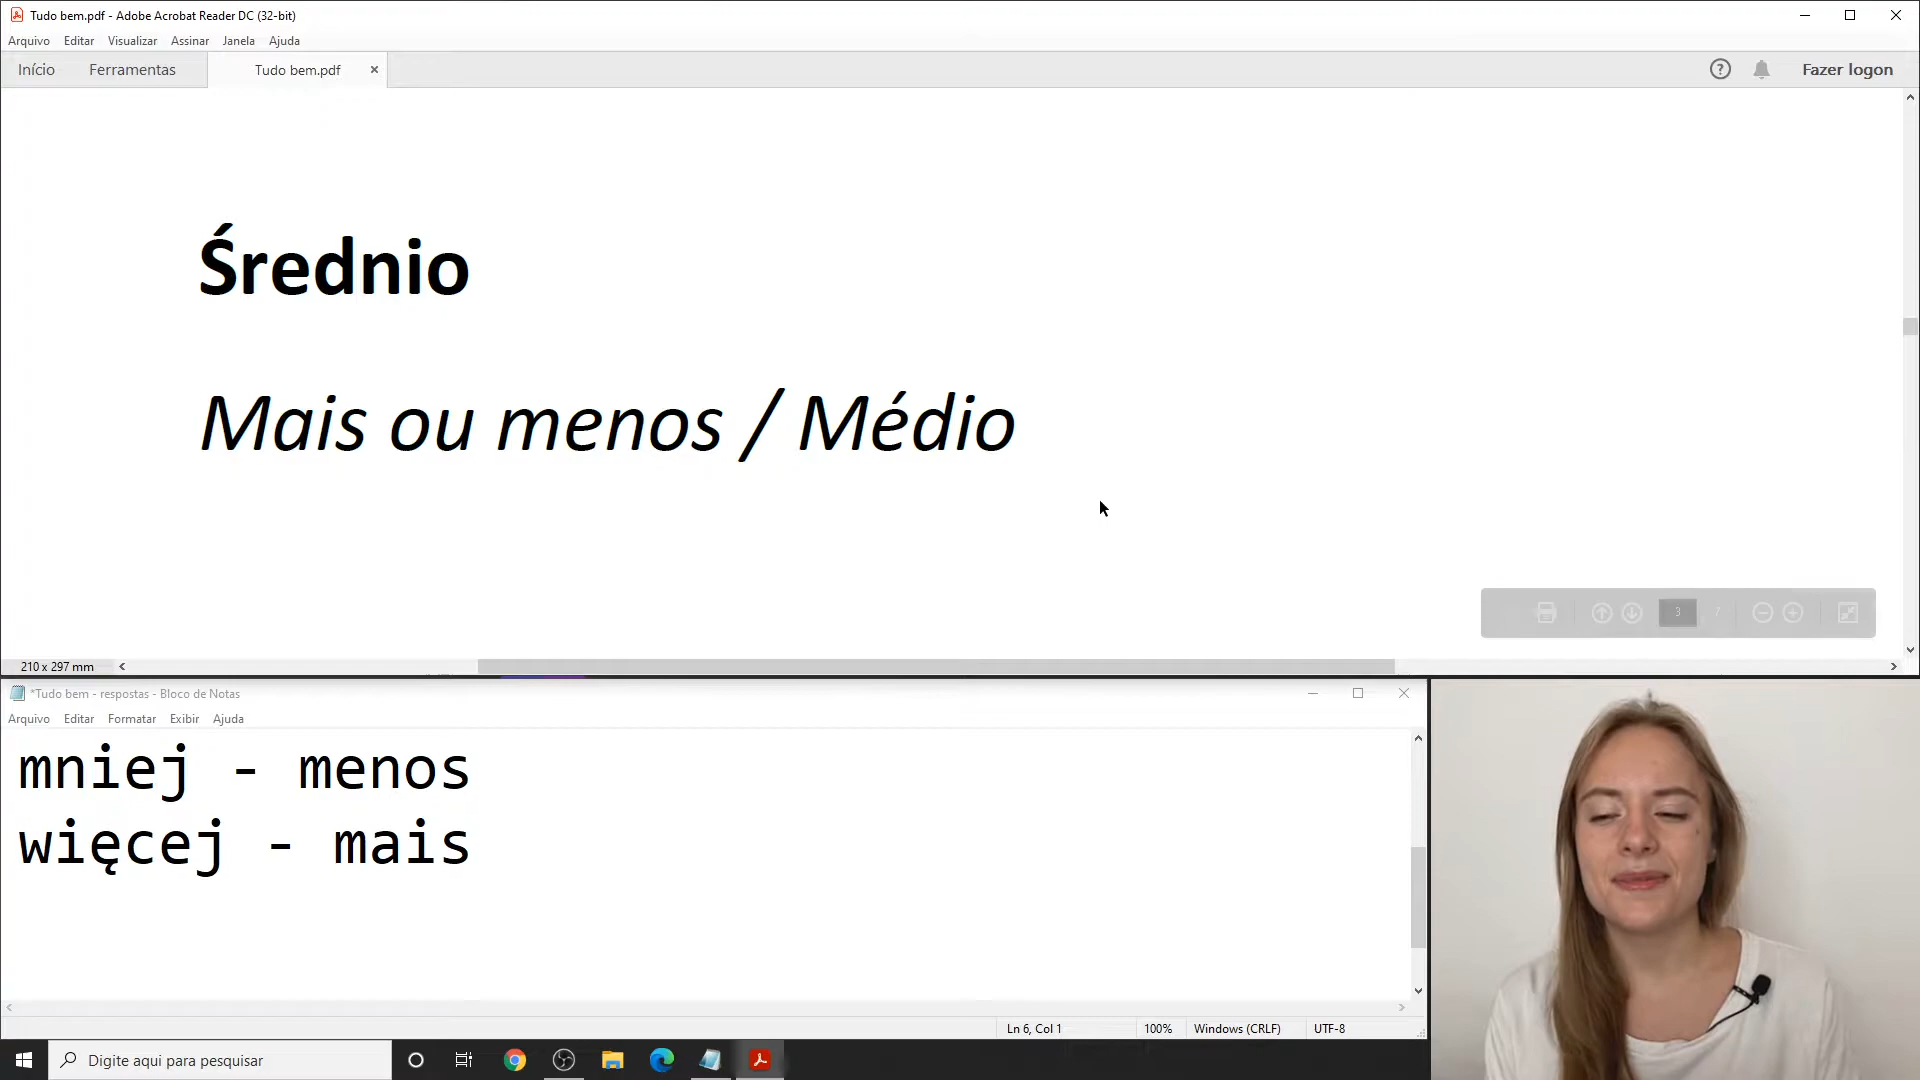 Tudo bem.pdf - Adobe Acrobat Reader DC (32-bit)
Arquivo Editar Visualizar Assinar Janela Ajuda
Início Ferramentas Tudo bem.pdf Fazer logon
Średnio
Mais ou menos / Médio
3 7
210 x 297 mm
*Tudo bem - respostas - Bloco de Notas
Arquivo Editar Formatar Exibir Ajuda
mniej - menos
więcej - mais
Ln 6, Col 1 100% Windows (CRLF) UTF-8
Digite aqui para pesquisar